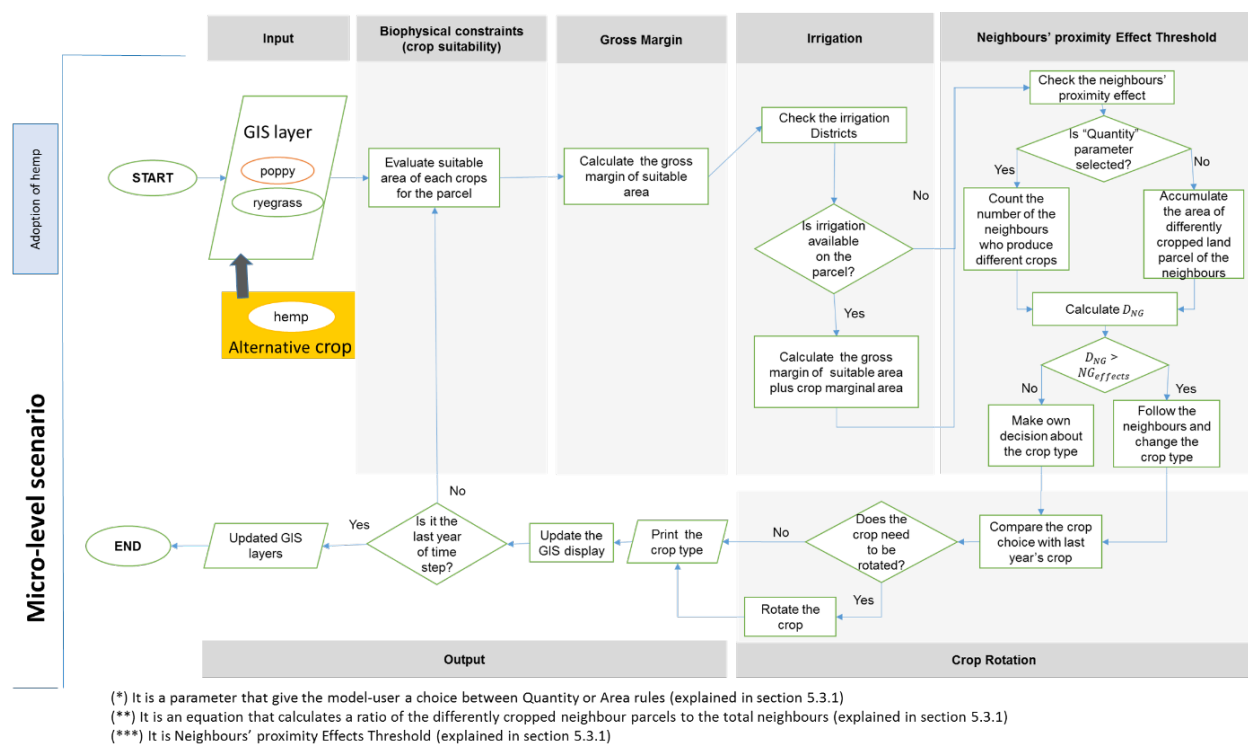 Input
Biophysical constraints
(crop suitability)
Gross Margin
Irrigation
Neighbours' proximity Effect Threshold
Adoption of hemp
Micro-level scenario
START
GIS layer
poppy
ryegrass
hemp
Alternative crop
Evaluate suitable
area of each crops
for the parcel
Calculate the gross
margin of suitable
area
Check the irrigation
Districts
Is irrigation
available on
the parcel?
No
Yes
Calculate the gross
margin of suitable area
plus crop marginal area
Check the neighbours'
proximity effect
Is "Quantity"
parameter
selected?
Yes
No
Count the
number of the
neighbours
who produce
different crops
Accumulate
the area of
differently
cropped land
parcel of the
neighbours
Calculate D_NG
D_NG >
NG_effects
No
Yes
Make own
decision about
the crop type
Follow the
neighbours and
change the
crop type
Compare the crop
choice with last
year's crop
Does the
crop need
to be
rotated?
No
Yes
Rotate the
crop
Print the
crop type
Update the
GIS display
Is it the
last year
of time
step?
No
Yes
Updated GIS
layers
END
Output
Crop Rotation
(*) It is a parameter that give the model-user a choice between Quantity or Area rules (explained in section 5.3.1)
(**) It is an equation that calculates a ratio of the differently cropped neighbour parcels to the total neighbours (explained in section 5.3.1)
(***) It is Neighbours' proximity Effects Threshold (explained in section 5.3.1)